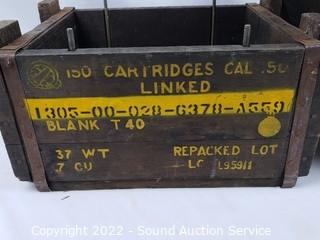 150 CARTRIDGES CAL .50
LINKED
1305-00-028-6378-A559
BLANK T40
37 WT REPACKED LOT
7 CU LC L95911
Copyright 2022 - Sound Auction Service